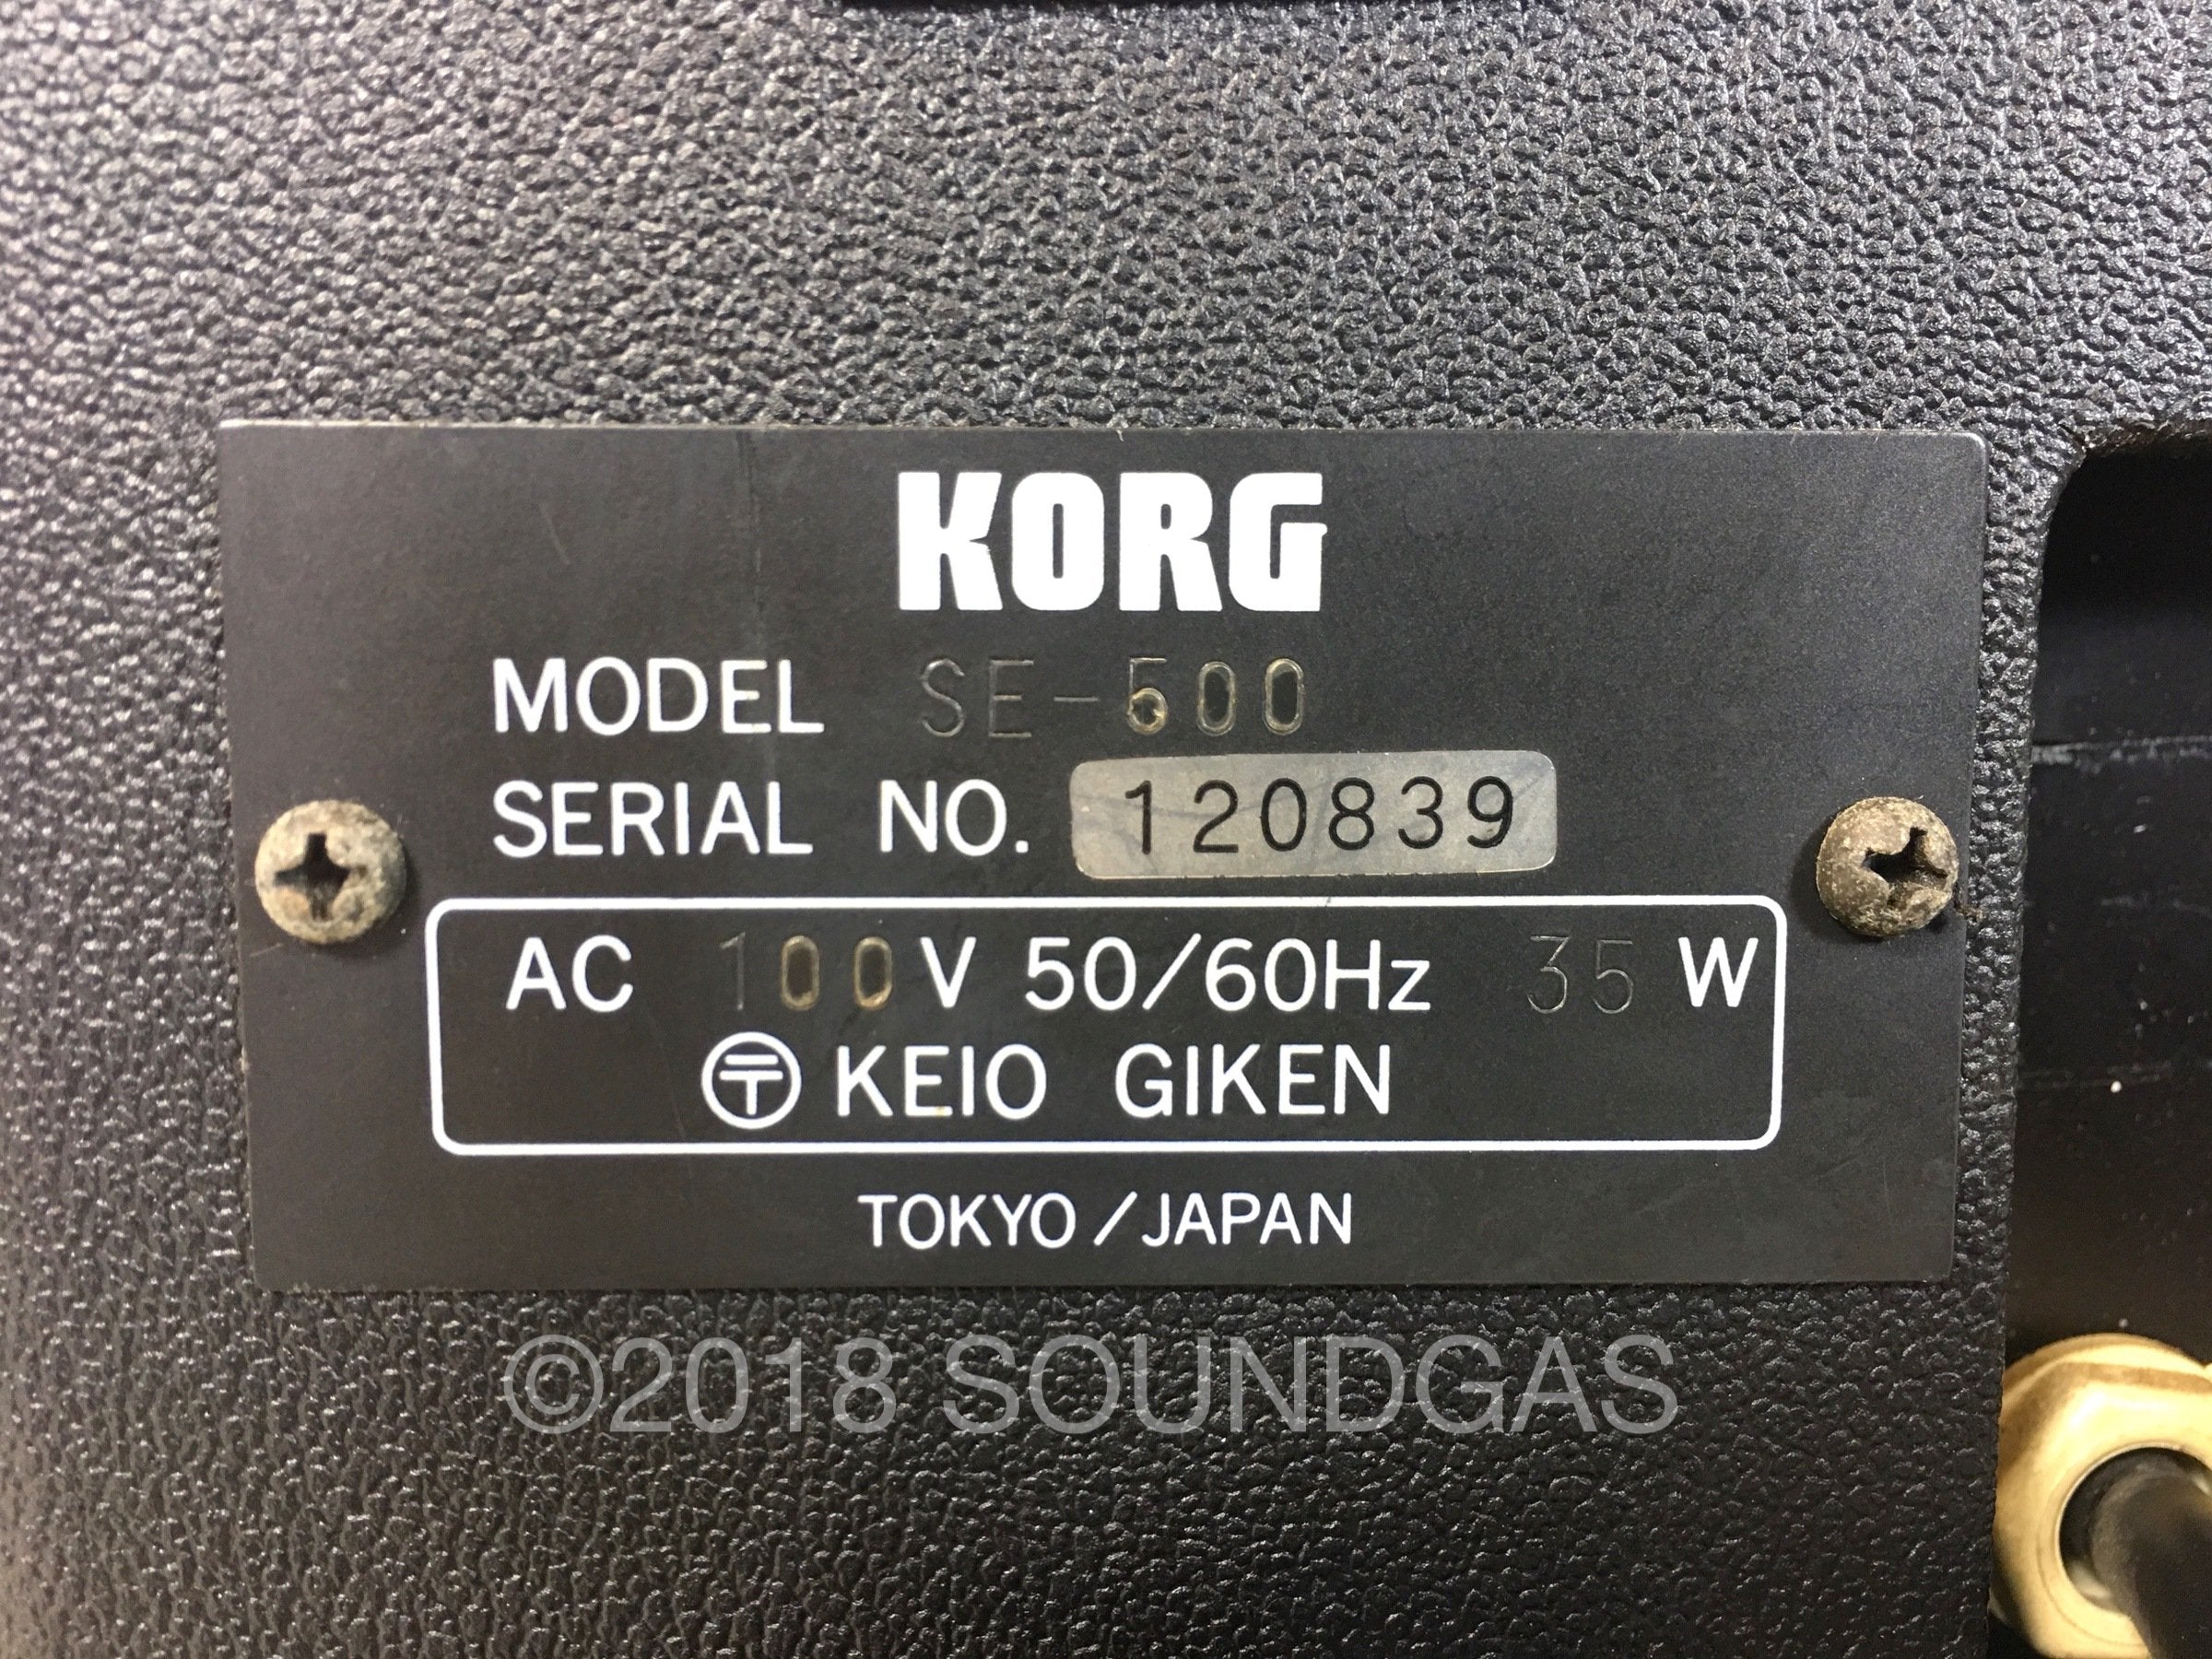 KORG
MODEL SE-500
SERIAL NO. 120839
AC 100V 50/60Hz 35 W
〶 KEIO GIKEN
TOKYO/JAPAN
©2018 SOUNDGAS